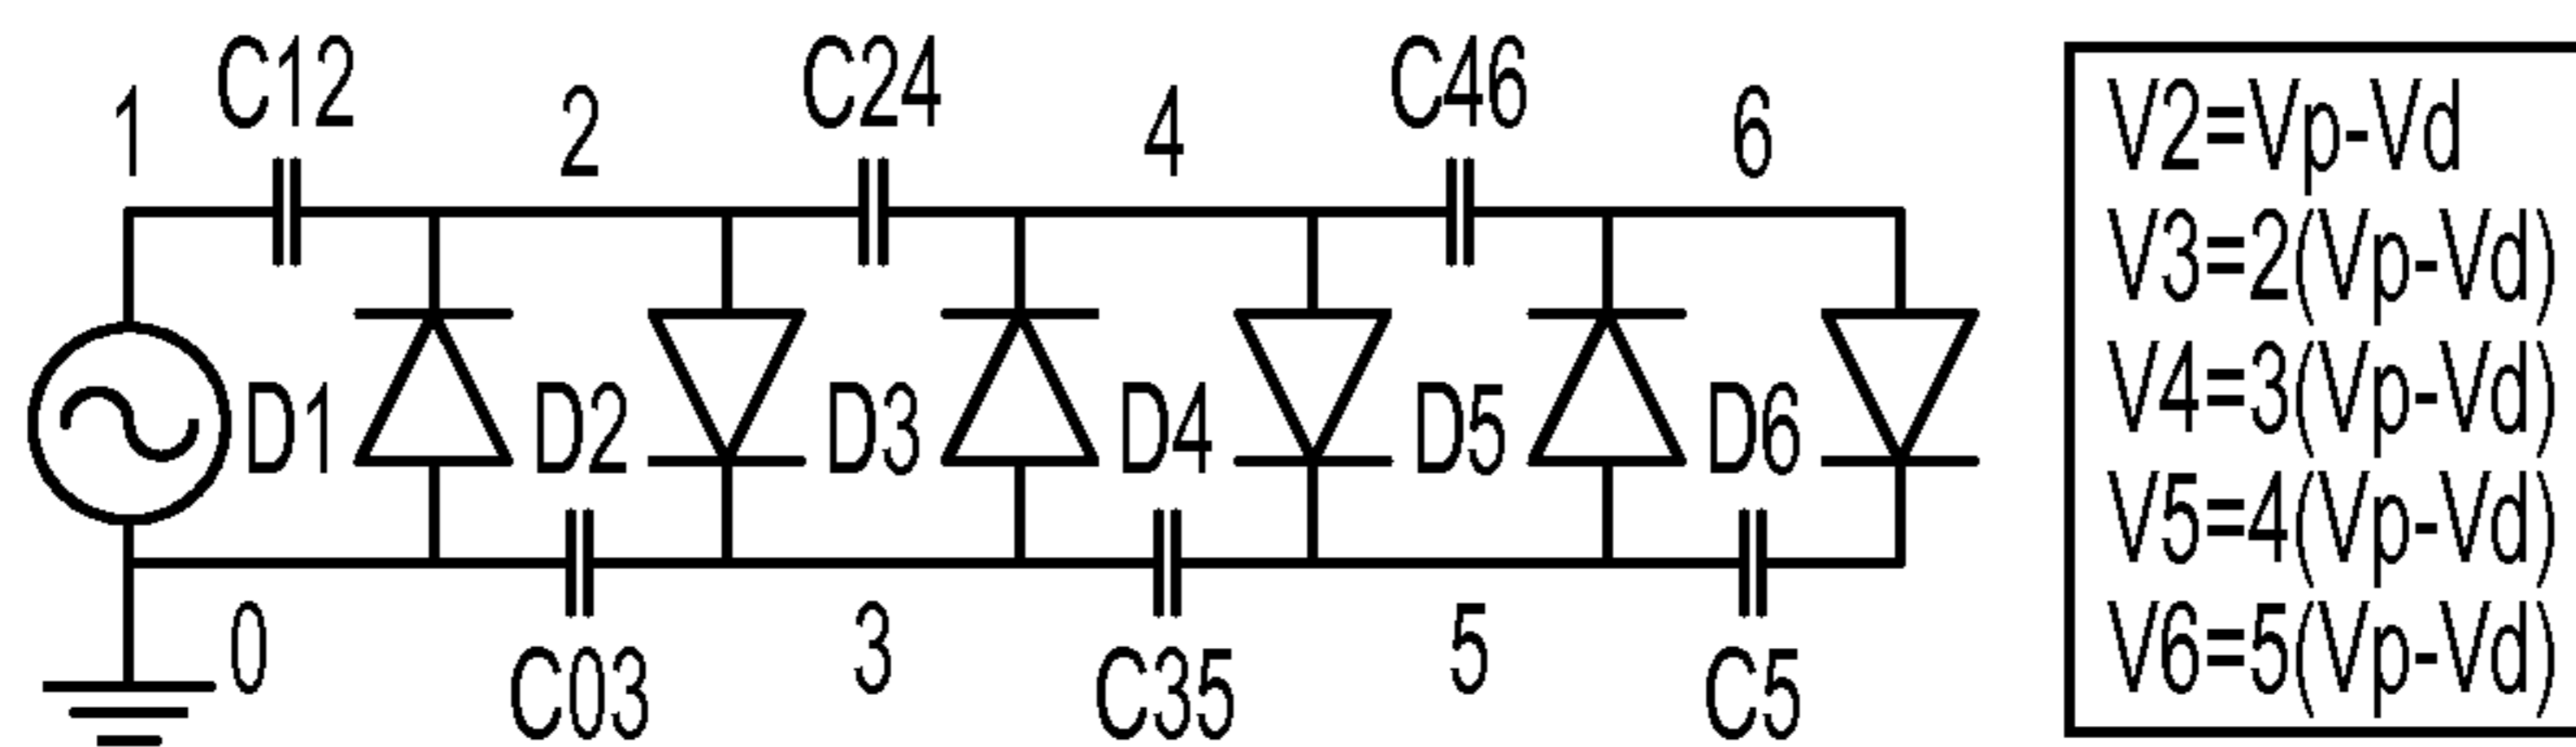 C12 C24 C46
1 2 4 6
D1 D2 D3 D4 D5 D6
0 3 5
C03 C35 C5
V2=Vp-Vd
V3=2(Vp-Vd)
V4=3(Vp-Vd)
V5=4(Vp-Vd)
V6=5(Vp-Vd)